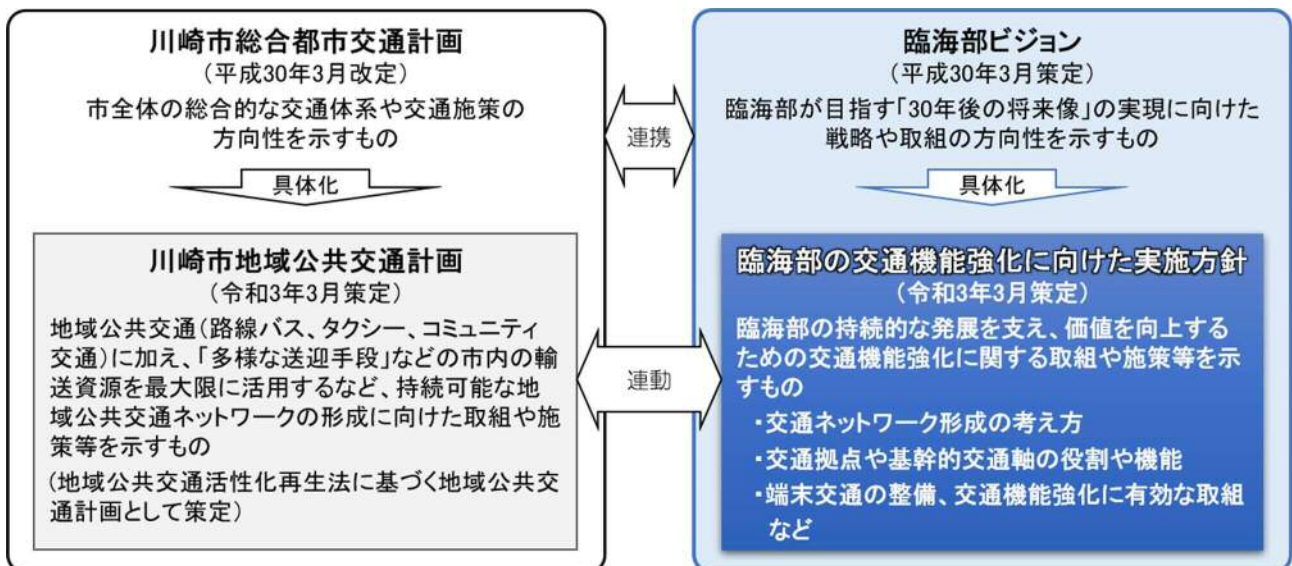 川崎市総合都市交通計画
（平成30年3月改定）
市全体の総合的な交通体系や交通施策の
方向性を示すもの
具体化
川崎市地域公共交通計画
（令和3年3月策定）
地域公共交通（路線バス、タクシー、コミュニティ
交通）に加え、「多様な送迎手段」などの市内の輸
送資源を最大限に活用するなど、持続可能な地
域公共交通ネットワークの形成に向けた取組や施
策等を示すもの
（地域公共交通活性化再生法に基づく地域公共交
通計画として策定）
連携
連動
臨海部ビジョン
（平成30年3月策定）
臨海部が目指す「30年後の将来像」の実現に向けた
戦略や取組の方向性を示すもの
具体化
臨海部の交通機能強化に向けた実施方針
（令和3年3月策定）
臨海部の持続的な発展を支え、価値を向上する
ための交通機能強化に関する取組や施策等を示
すもの
・交通ネットワーク形成の考え方
・交通拠点や基幹的交通軸の役割や機能
・端末交通の整備、交通機能強化に有効な取組
など